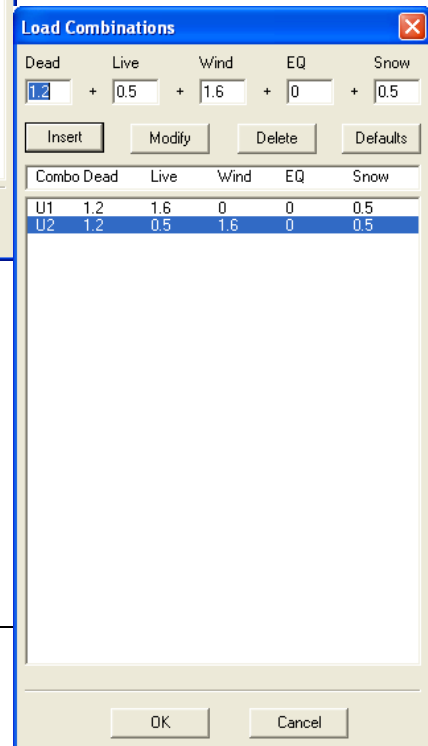 Load Combinations
Dead Live Wind EQ Snow
1.2 + 0.5 + 1.6 + 0 + 0.5
Insert Modify Delete Defaults
Combo Dead Live Wind EQ Snow
U1 1.2 1.6 0 0 0.5
U2 1.2 0.5 1.6 0 0.5
OK Cancel